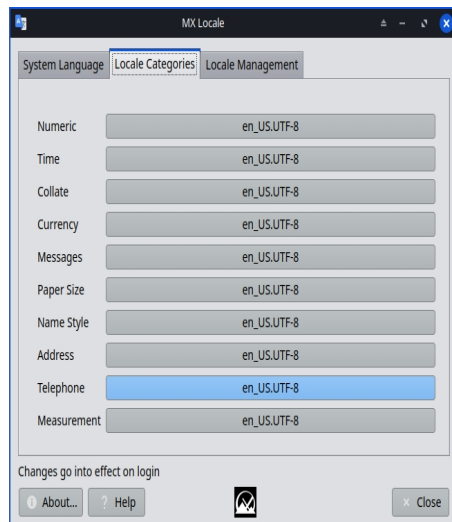 MX Locale
System Language Locale Categories Locale Management
Numeric en_US.UTF-8
Time en_US.UTF-8
Collate en_US.UTF-8
Currency en_US.UTF-8
Messages en_US.UTF-8
Paper Size en_US.UTF-8
Name Style en_US.UTF-8
Address en_US.UTF-8
Telephone en_US.UTF-8
Measurement en_US.UTF-8
Changes go into effect on login
About... ? Help × Close